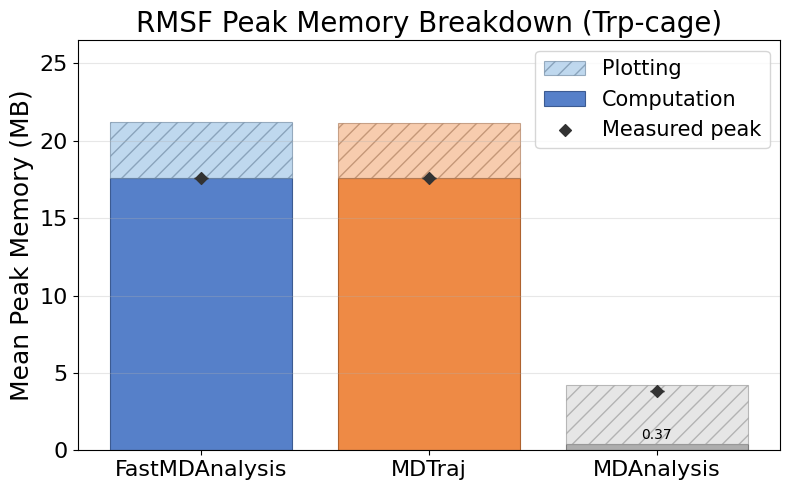 RMSF Peak Memory Breakdown (Trp-cage)
Mean Peak Memory (MB)
25
20
15
10
5
0
Plotting
Computation
Measured peak
0.37
FastMDAnalysis
MDTraj
MDAnalysis